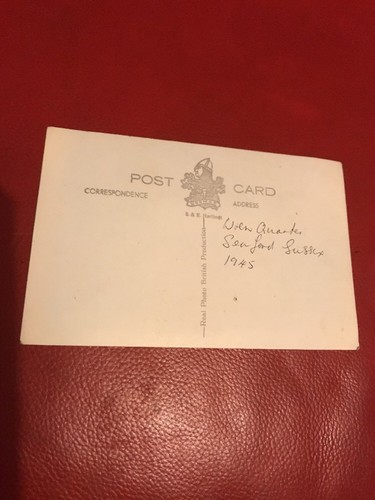 POST CARD
CORRESPONDENCE
ADDRESS
Real Photo British Production
Seaford Sussex
1945